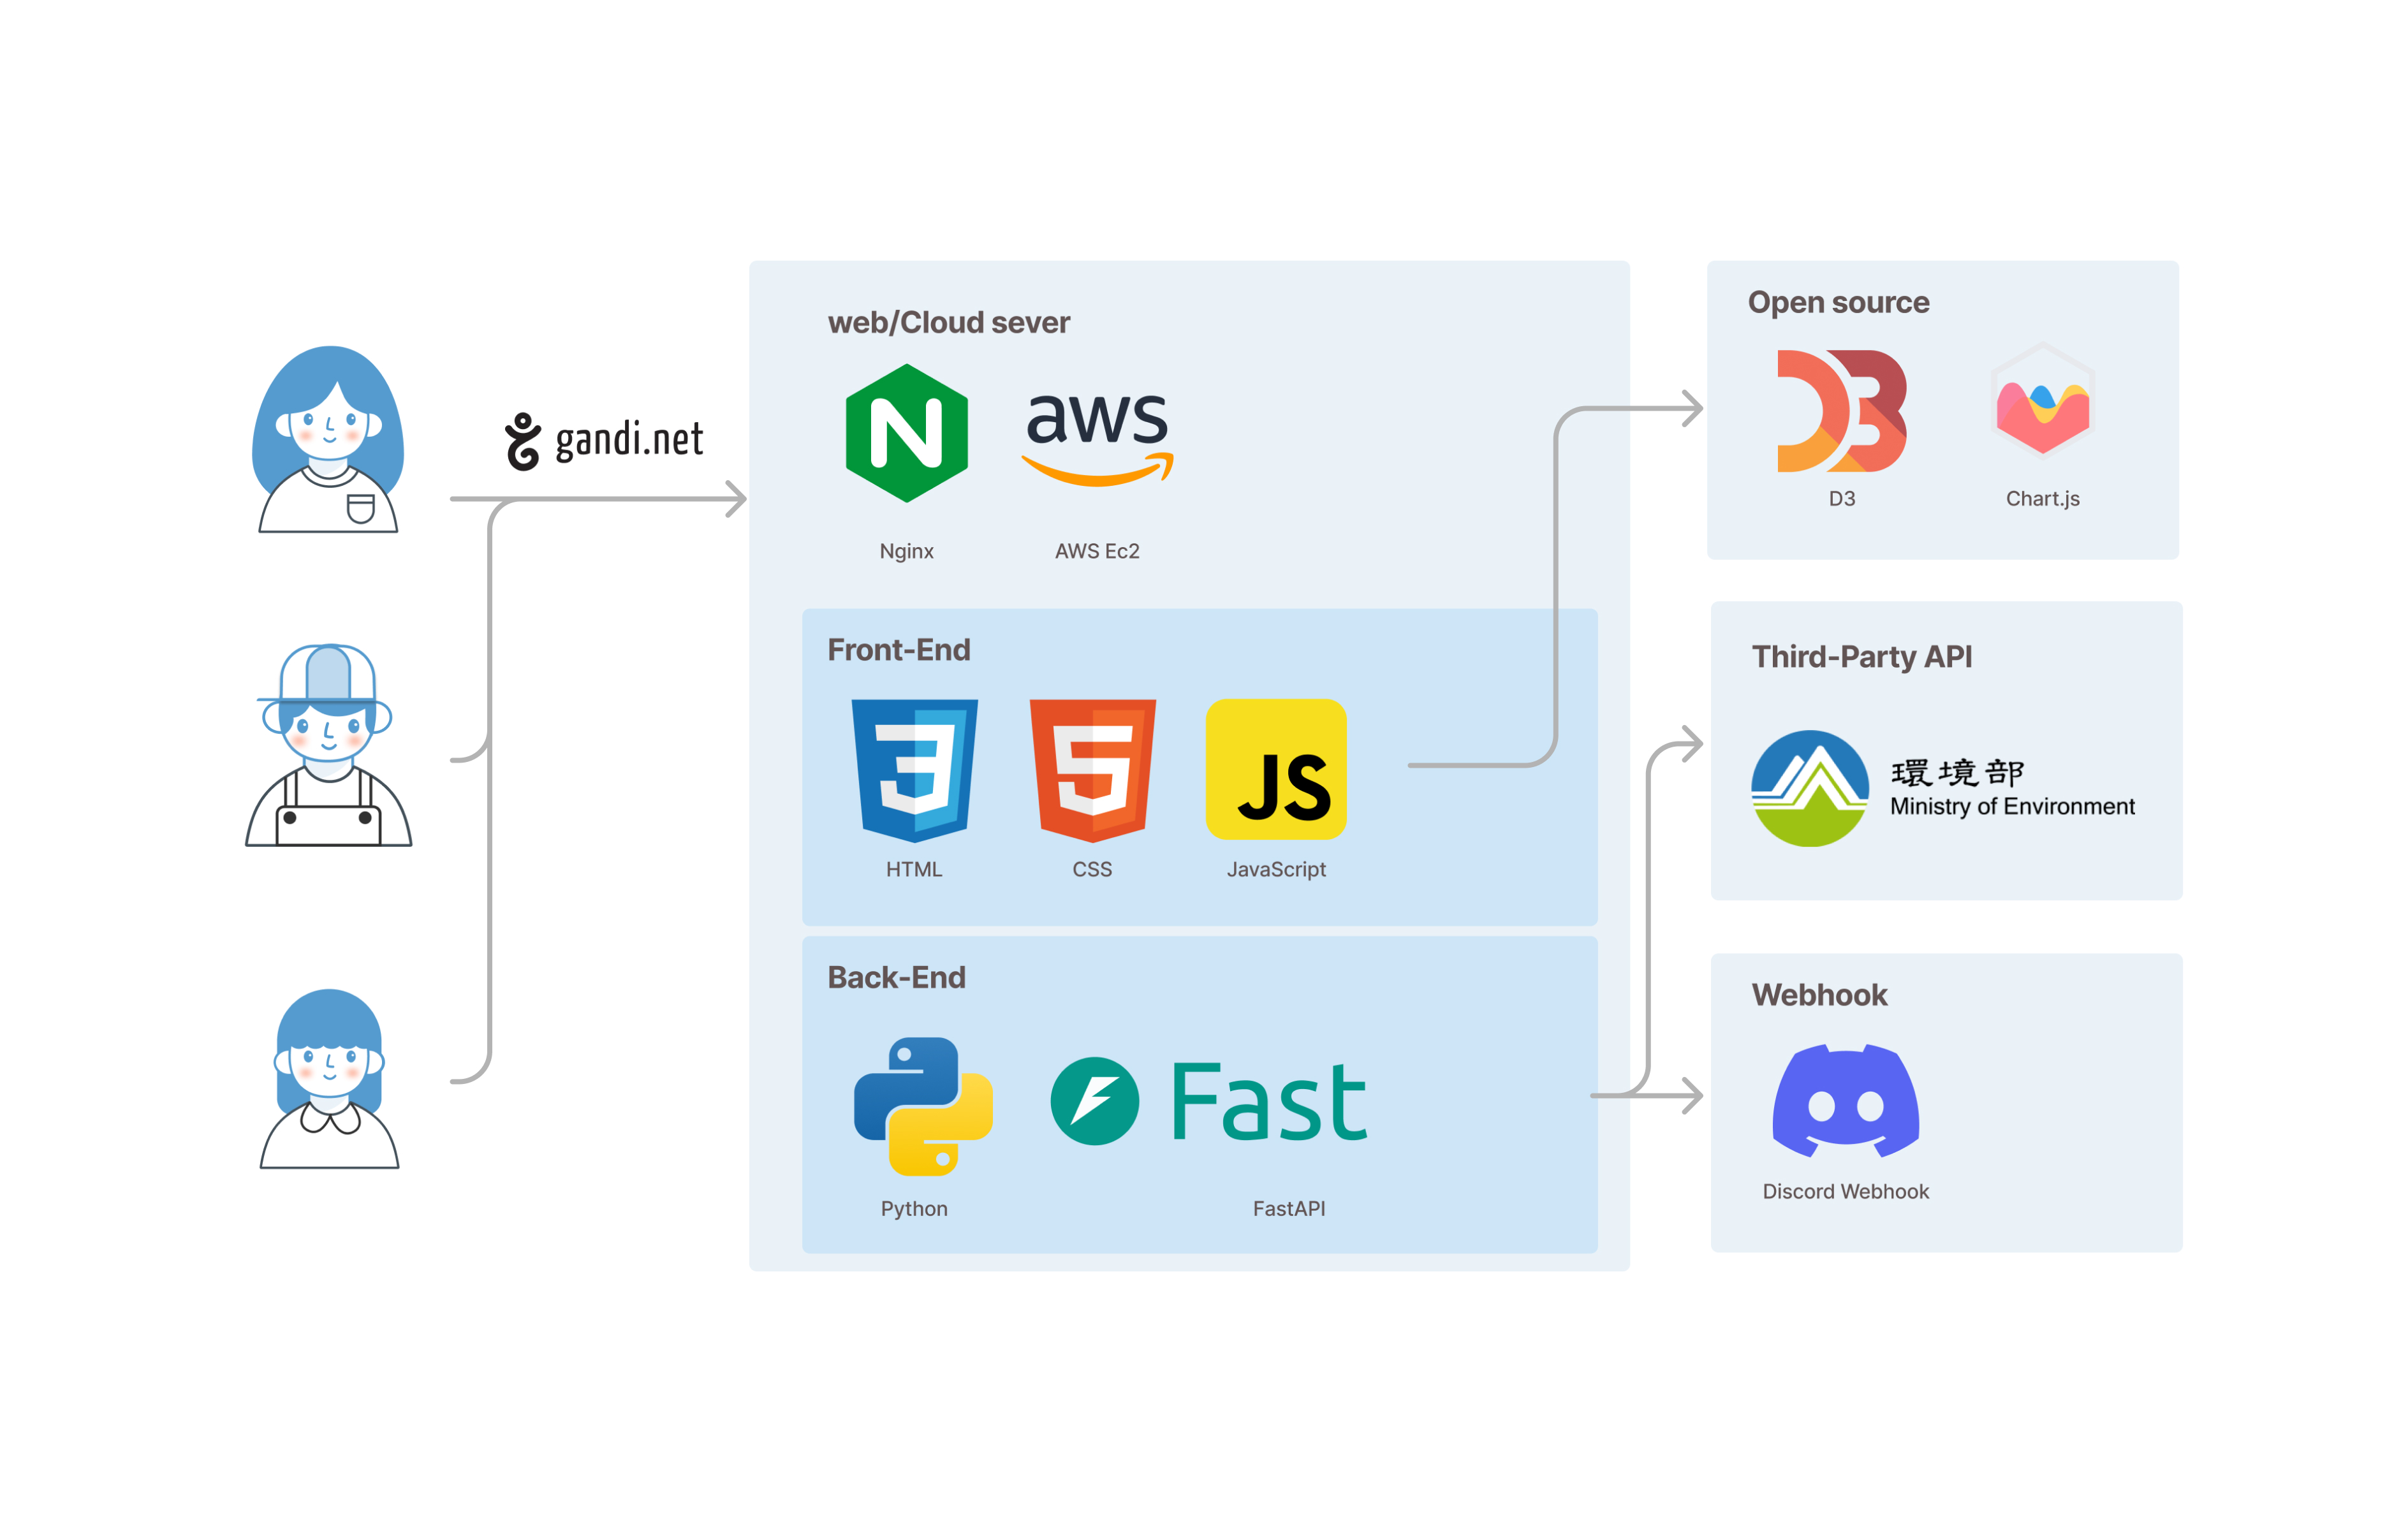 gandi.net
web/Cloud sever
N
aws
Nginx
AWS Ec2
Front-End
3
5
JS
HTML
CSS
JavaScript
Back-End
Fast
Python
FastAPI
Open source
D3
D3
Chart.js
Third-Party API
環境部
Ministry of Environment
Webhook
Discord Webhook